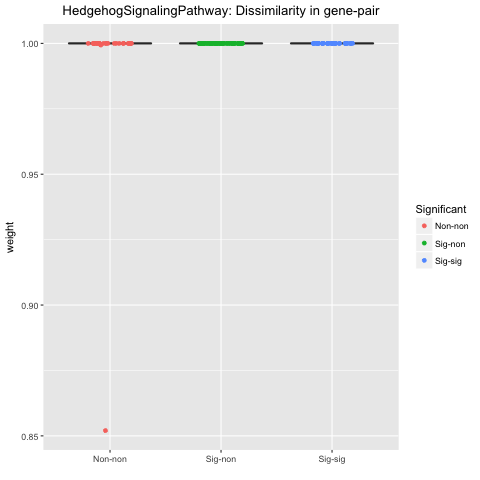 HedgehogSignalingPathway: Dissimilarity in gene-pair
1.00
0.95
0.90
0.85
weight
Non-non
Sig-non
Sig-sig
Significant
Non-non
Sig-non
Sig-sig